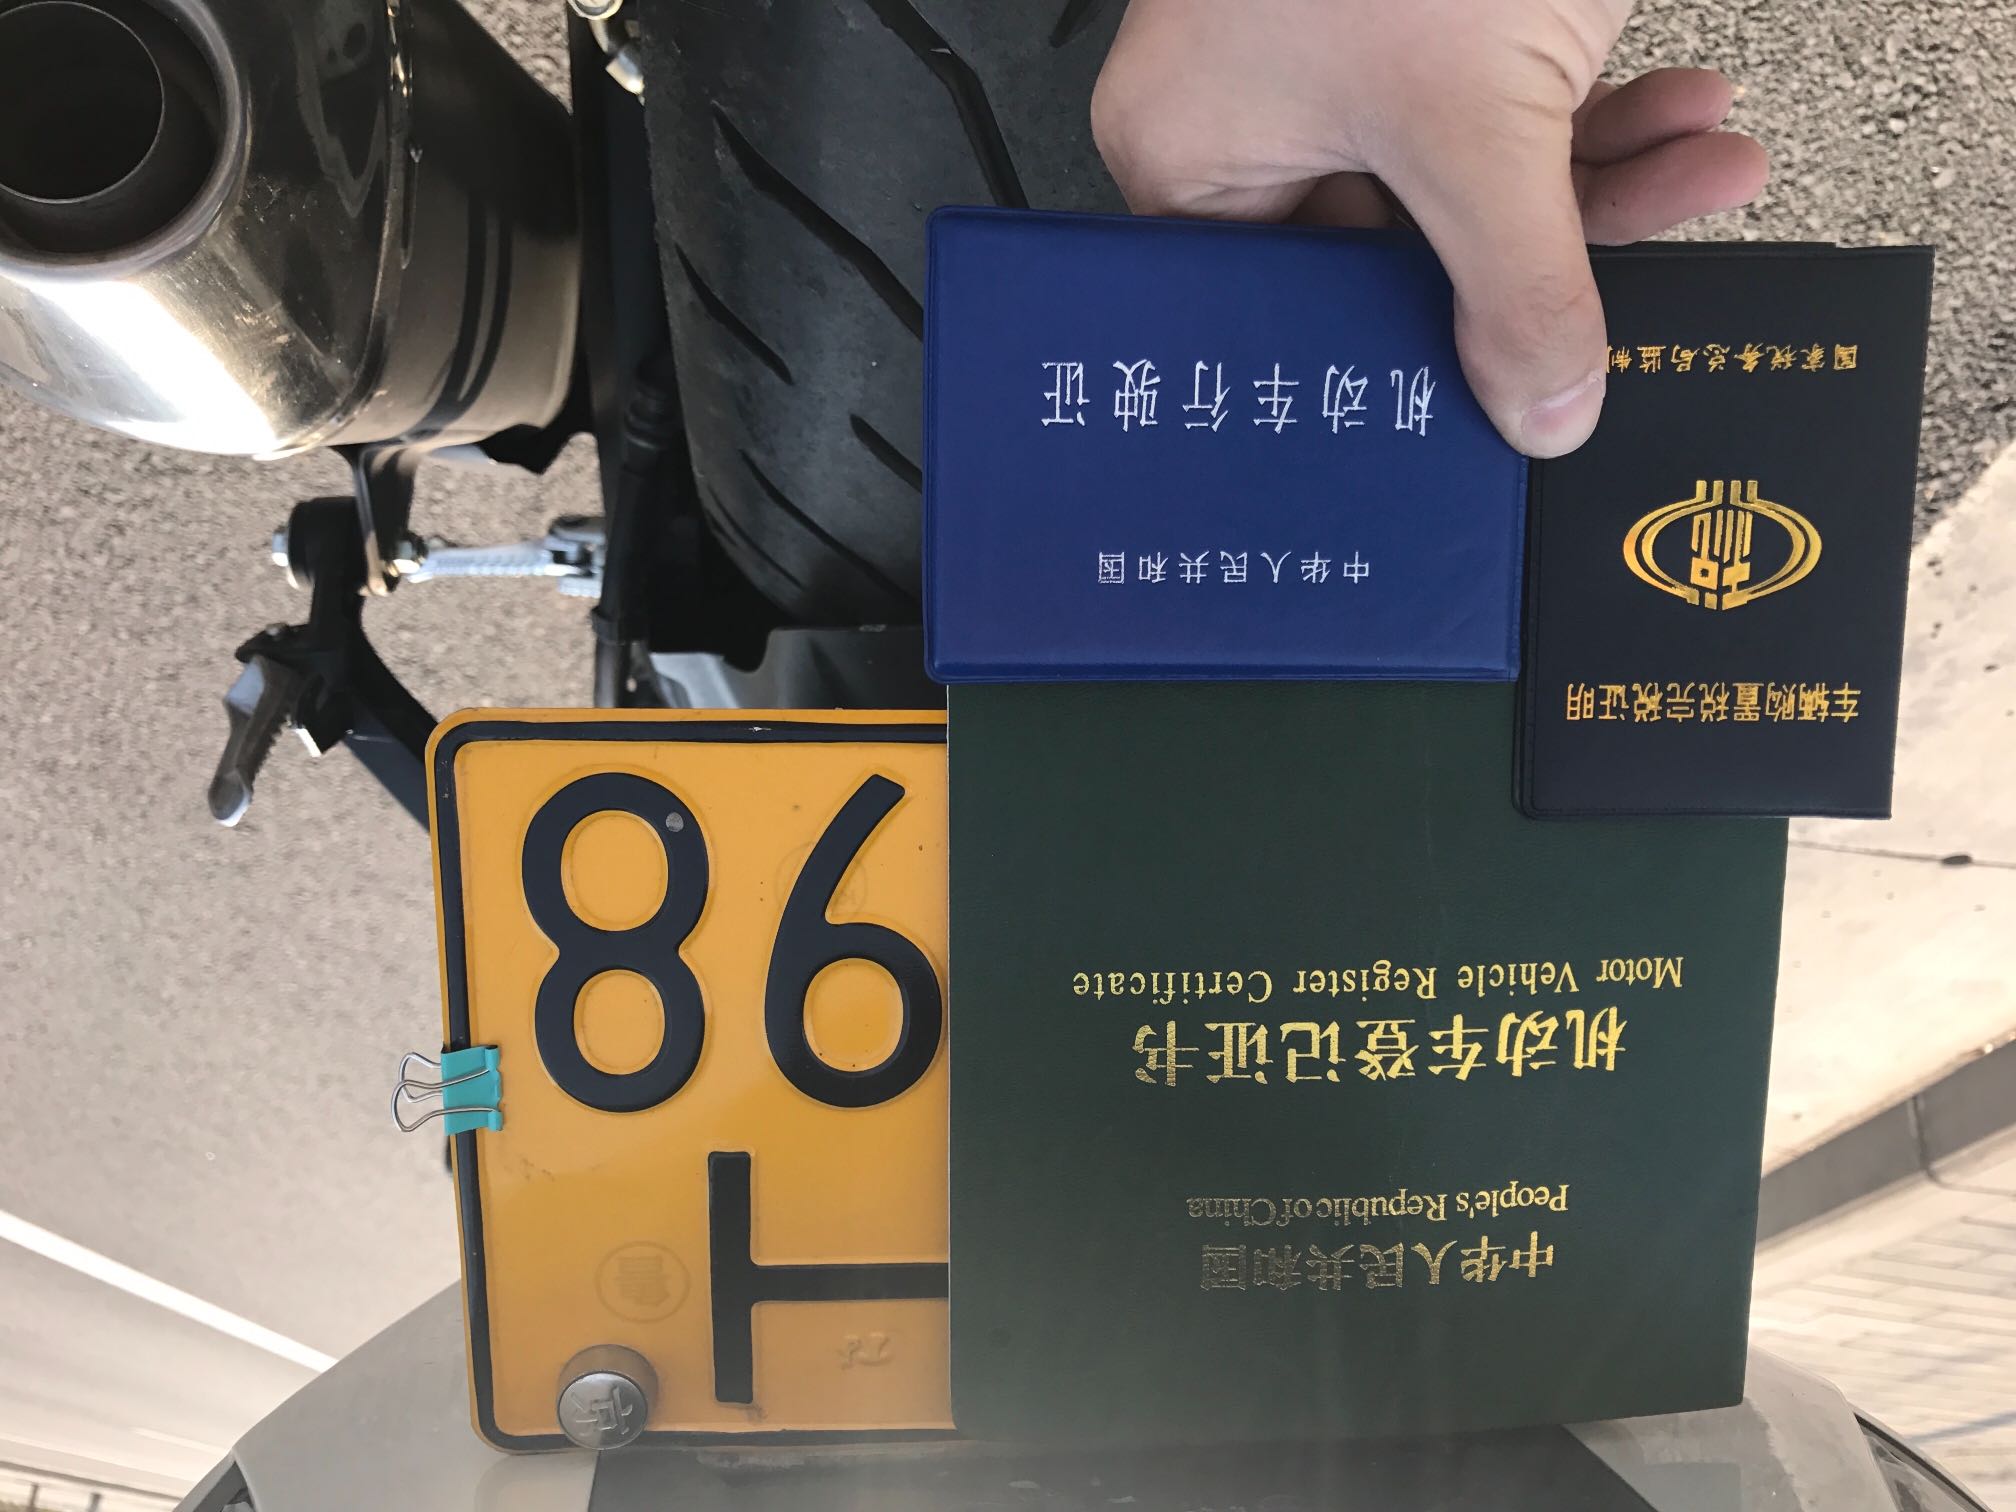 中华人民共和国
People's Republic of China
机动车登记证书
Motor Vehicle Register Certificate
98
车辆购置税完税证明
税
国家税务总局监制
中华人民共和国
机动车行驶证